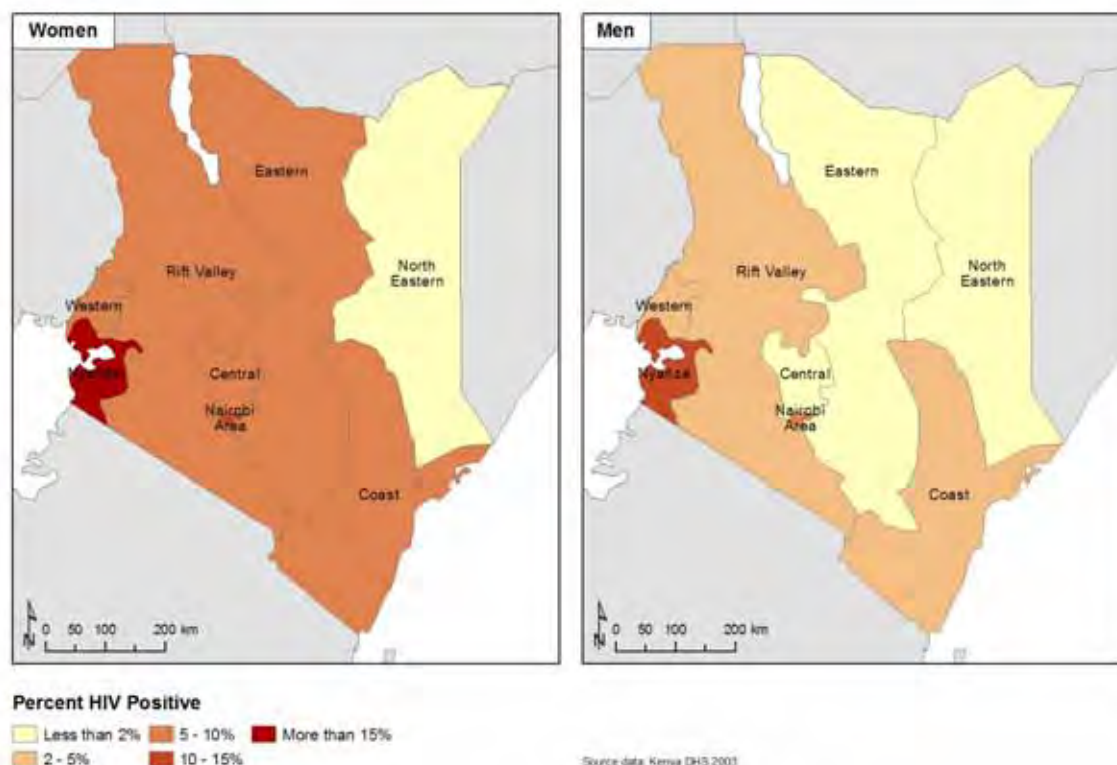 Women
Eastern
Rift Valley
North
Eastern
Western
Nyanza
Central
Nairobi
Area
Coast
N
0 50 100 200 km
Men
Eastern
Rift Valley
North
Eastern
Western
Nyanza
Central
Nairobi
Area
Coast
N
0 50 100 200 km
Percent HIV Positive
Less than 2%
5 - 10%
More than 15%
2 - 5%
10 - 15%
Source data: Kenya DHS 2003